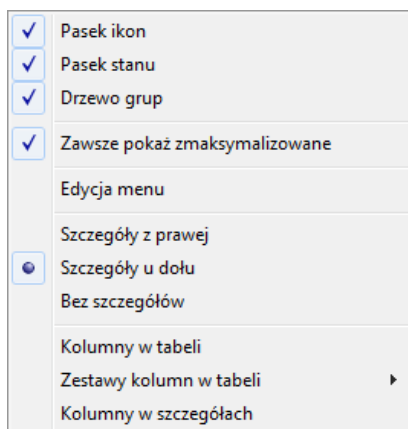 Pasek ikon
Pasek stanu
Drzewo grup
Zawsze pokaż zmaksymalizowane
Edycja menu
Szczegóły z prawej
Szczegóły u dołu
Bez szczegółów
Kolumny w tabeli
Zestawy kolumn w tabeli
Kolumny w szczegółach